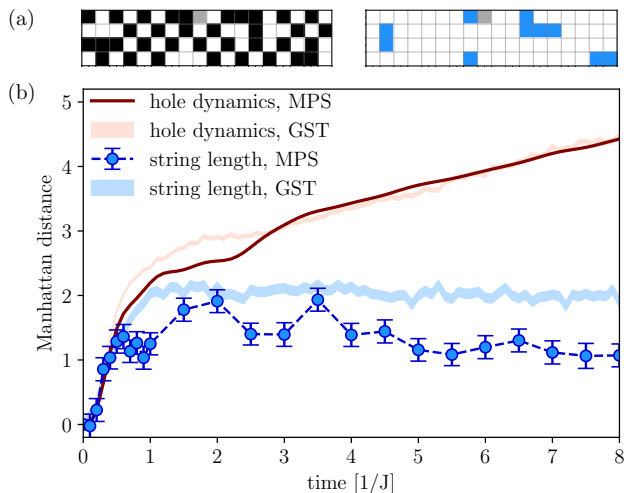 (a)
(b)
5
4
3
2
1
0
Manhattan distance
hole dynamics, MPS
hole dynamics, GST
string length, MPS
string length, GST
0 1 2 3 4 5 6 7 8
time [1/J]